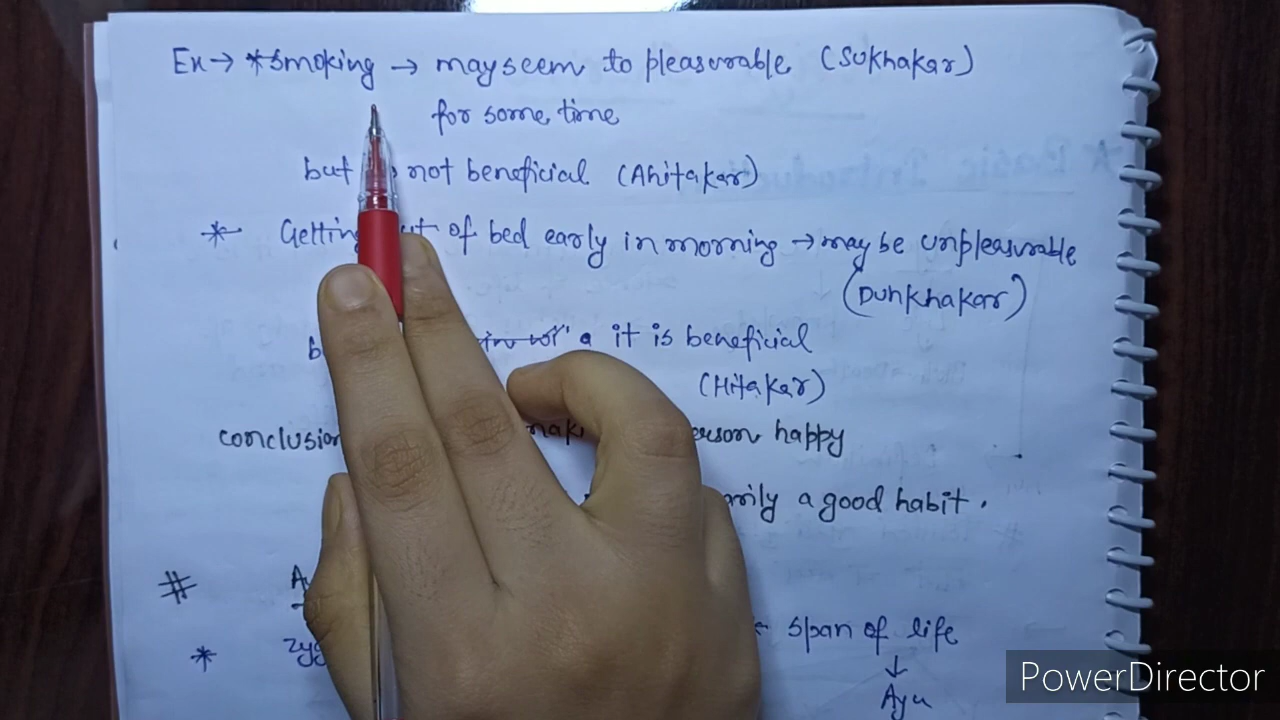 Ex → *smoking → may seem to pleasurable (Sukhakar)
for some time
but not beneficial (Ahitakar)
* Getting of bed early in morning → may be unpleasurable
(Duhkhakar)
it is beneficial
(Hitakar)
conclusion happy
a good habit.
#
* span of life
↓
Ayu
PowerDirector